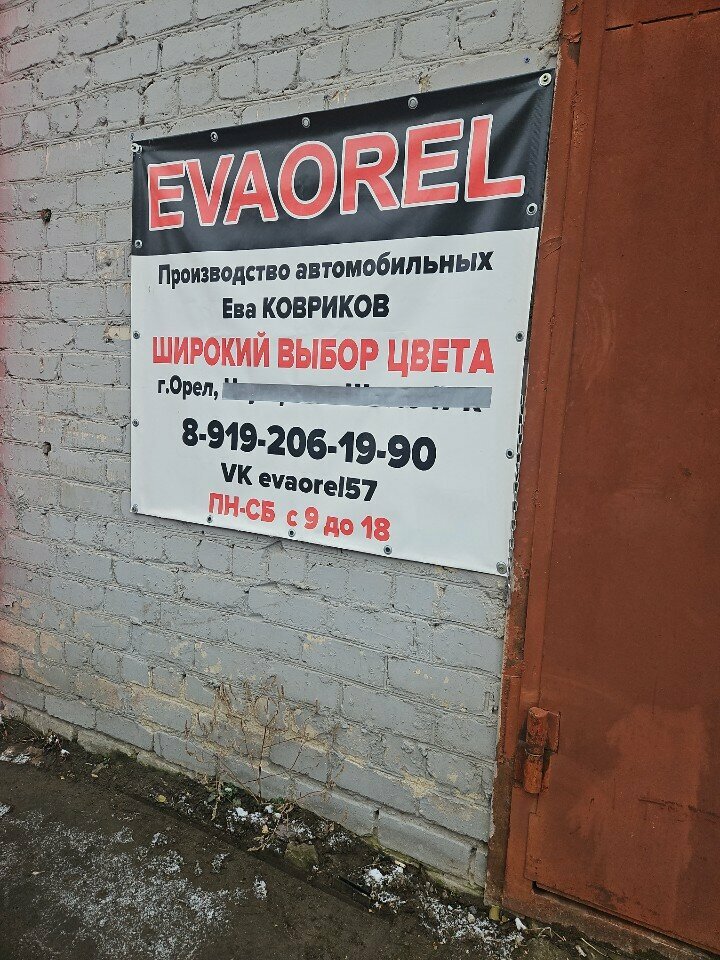 EVAOREL
Производство автомобильных
Ева КОВРИКОВ
ШИРОКИЙ ВЫБОР ЦВЕТА
г.Орел,
8-919-206-19-90
VK evaorel57
ПН-СБ с 9 до 18